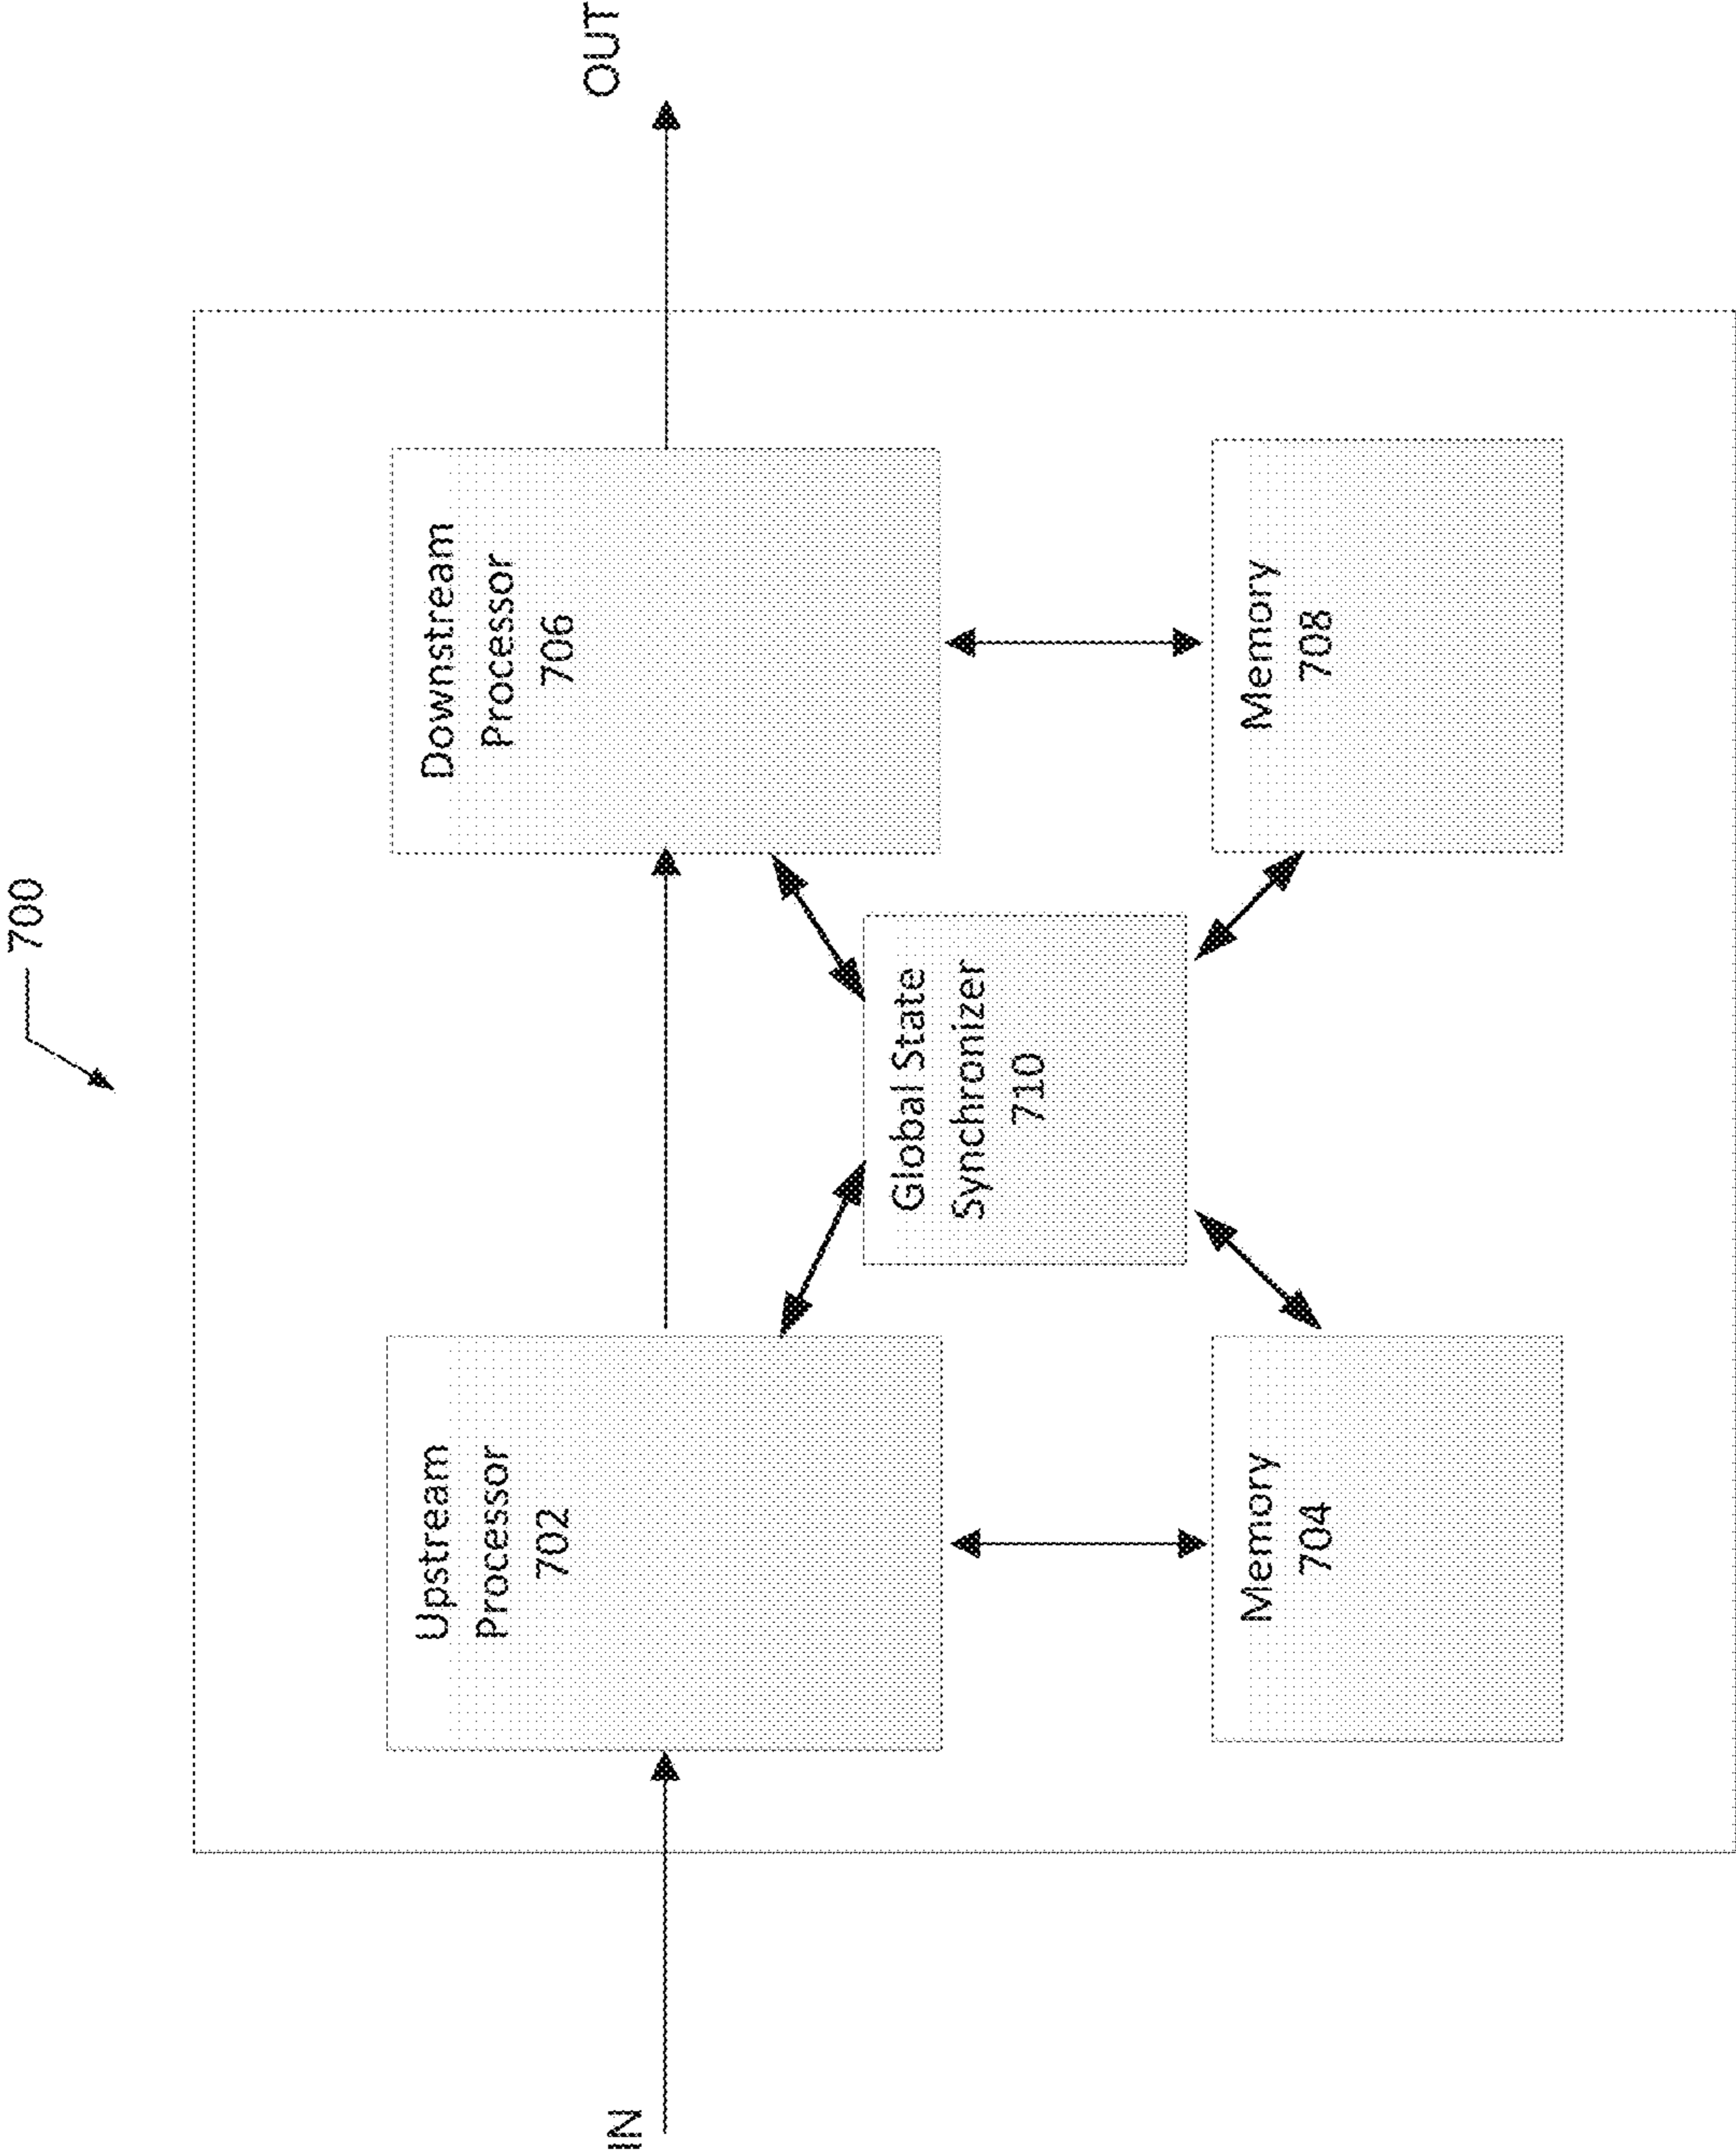 700
IN
Upstream
Processor
702
Downstream
Processor
706
OUT
Global State
Synchronizer
710
Memory
704
Memory
708